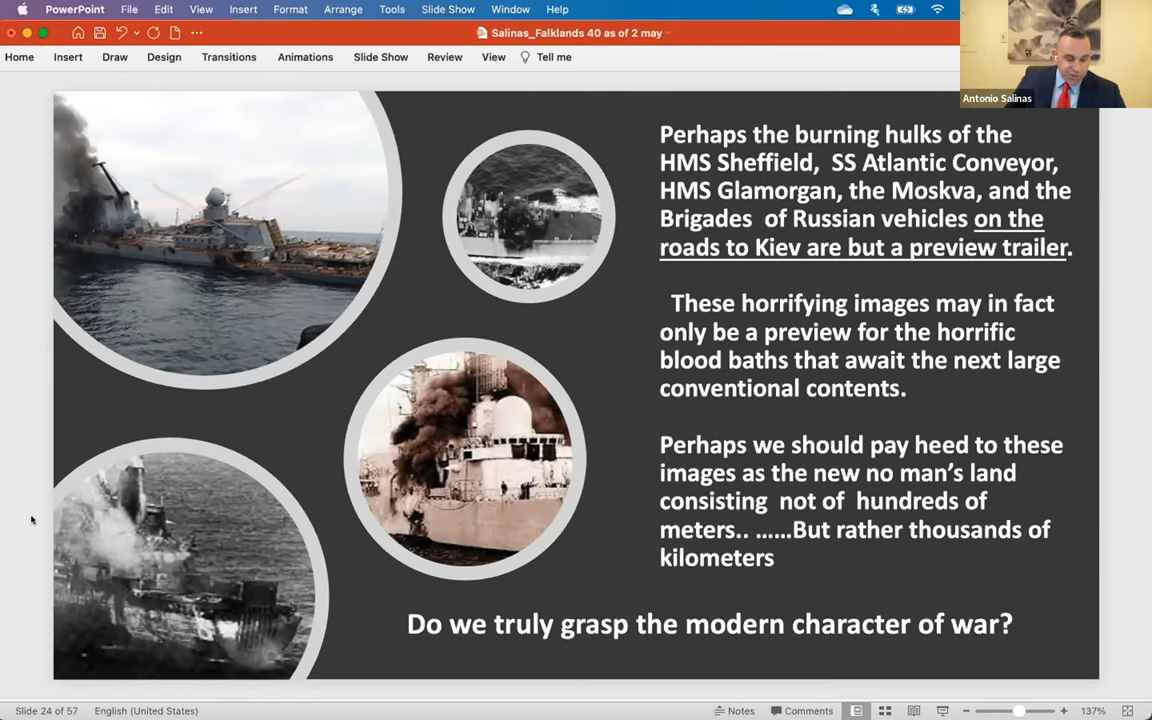 PowerPoint File Edit View Insert Format Arrange Tools Slide Show Window Help
Salinas_Falklands 40 as of 2 may
Home Insert Draw Design Transitions Animations Slide Show Review View Tell me
Antonio Salinas
Perhaps the burning hulks of the
HMS Sheffield, SS Atlantic Conveyor,
HMS Glamorgan, the Moskva, and the
Brigades of Russian vehicles on the
roads to Kiev are but a preview trailer.
These horrifying images may in fact
only be a preview for the horrific
blood baths that await the next large
conventional contents.
Perhaps we should pay heed to these
images as the new no man's land
consisting not of hundreds of
meters.. ......But rather thousands of
kilometers
Do we truly grasp the modern character of war?
Slide 24 of 57 English (United States) Notes Comments 137%